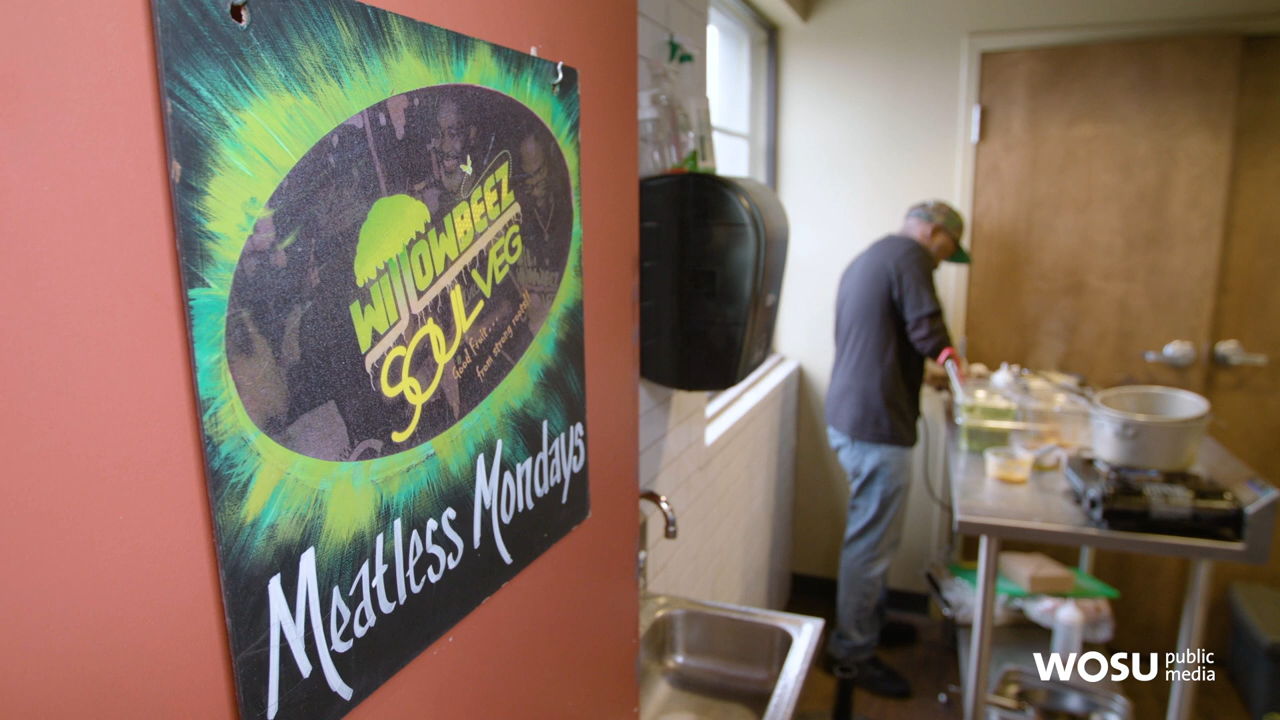 WILLOWBEEZ
SOUL VEG
Good Fruit...
from strong roots!!
Meatless Mondays
WOSU public
media